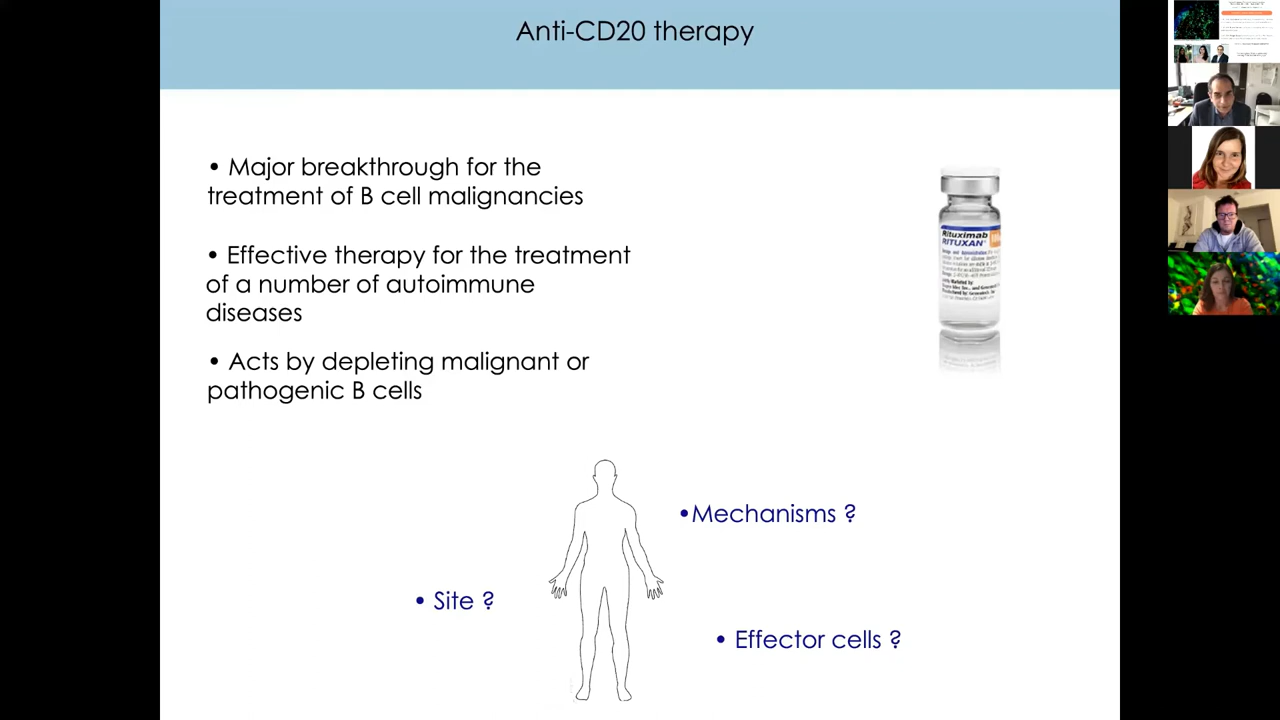 Anti-CD20 therapy
• Major breakthrough for the
treatment of B cell malignancies
• Effective therapy for the treatment
of a number of autoimmune
diseases
• Acts by depleting malignant or
pathogenic B cells
Rituximab
RITUXAN®
•Mechanisms ?
• Site ?
• Effector cells ?